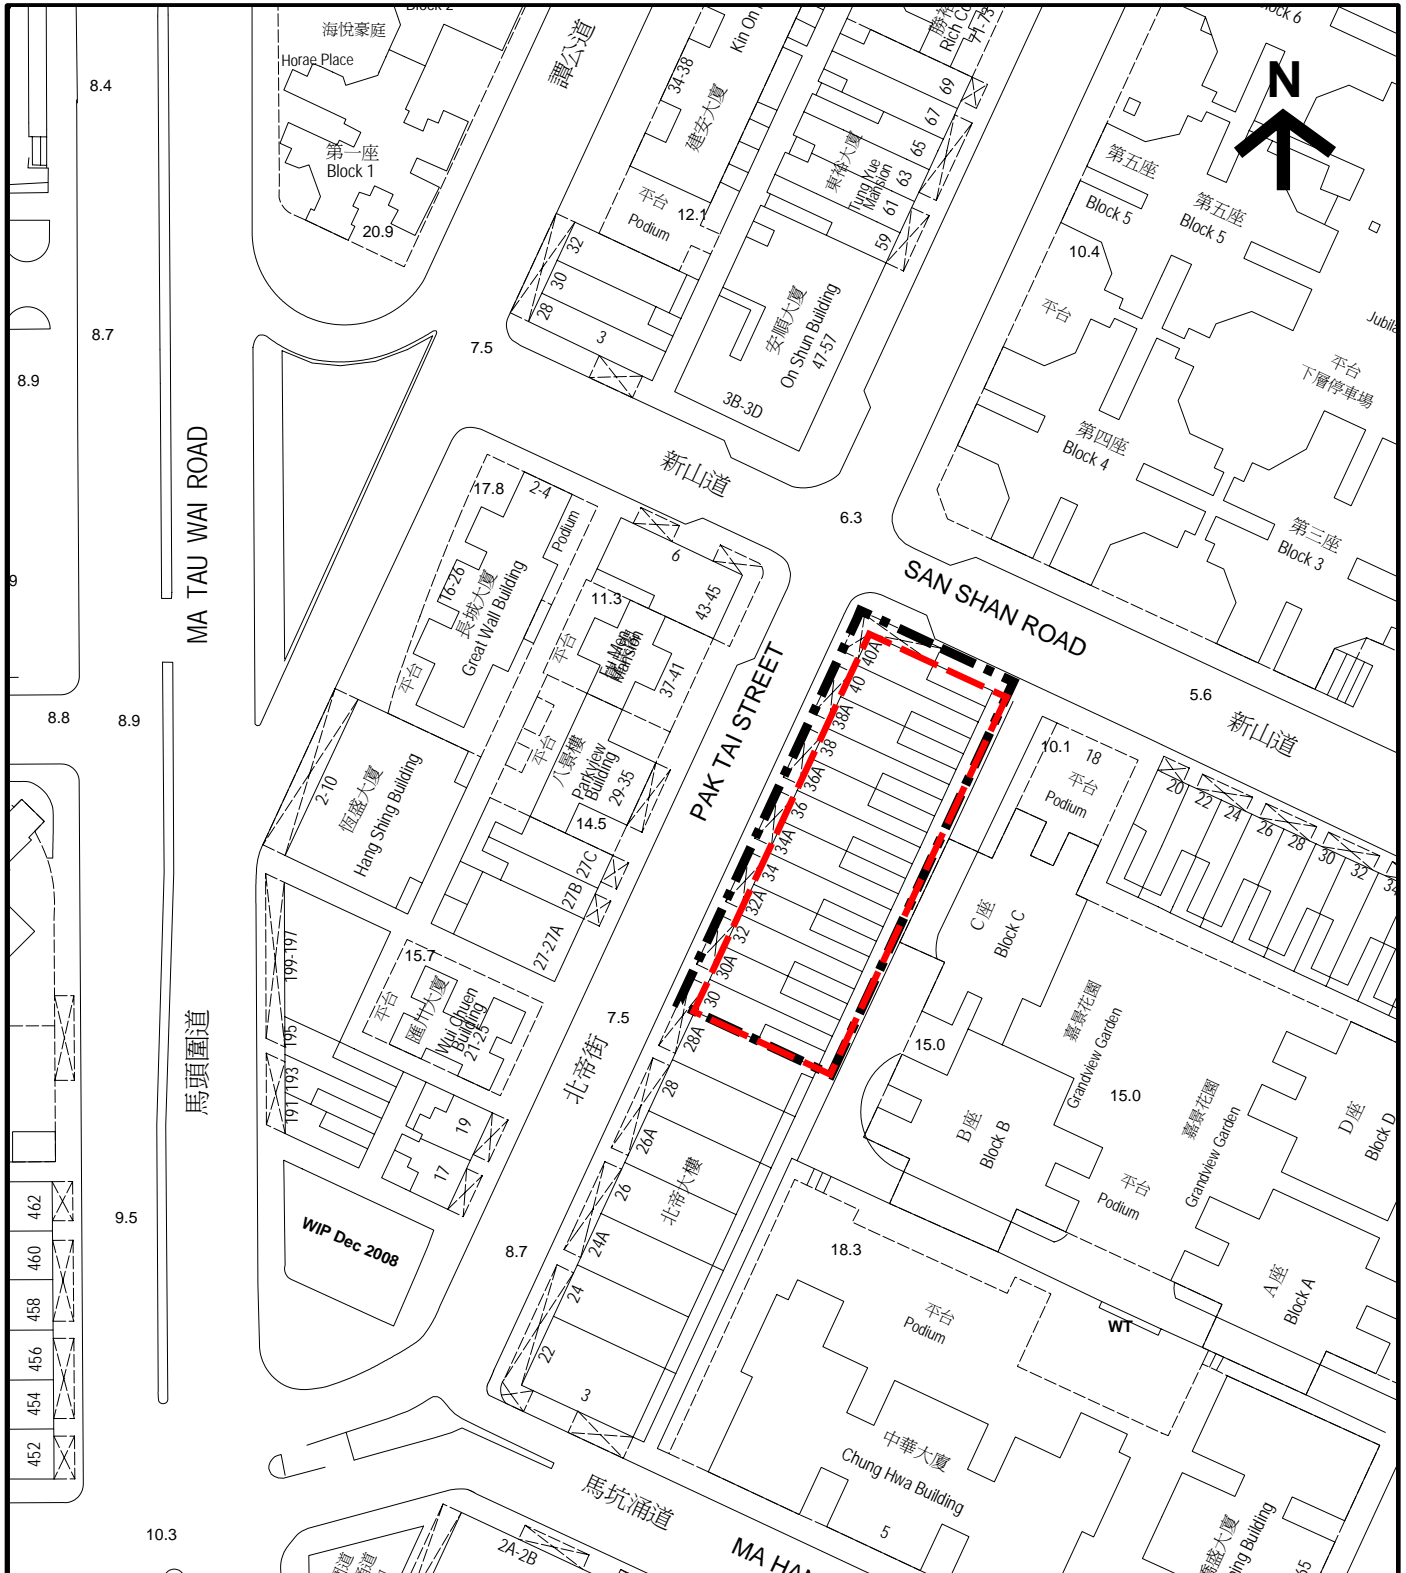 Block 2
海悅豪庭
Horae Place
譚公道
Kin On
34-38
建安大廈
71-73
Rich
69
67
65
63
61
59
東裕大廈
Tung Yue
Mansion
Block 6
N
8.4
第一座
Block 1
20.9
平台
Podium
12.1
第五座
Block 5
第五座
Block 5
10.4
平台
32
30
28
3
安順大廈
On Shun Building
47-57
3B-3D
8.7
8.9
7.5
平台
下層停車場
第四座
Block 4
第三座
Block 3
MA TAU WAI ROAD
新山道
6.3
17.8
2-4
Podium
16-26
長城大廈
Great Wall Building
平台
6
43-45
11.3
平台
Mansion
37-41
SAN SHAN ROAD
5.6
新山道
9
8.8
8.9
PAK TAI STREET
40A
40
38A
38
36A
36
34A
34
32A
32
30A
30
2-10
恆盛大廈
Hang Shing Building
平台
八景樓
Parkview
Building
29-35
14.5
27C
27B
27-27A
10.1
18
平台
Podium
20
22
24
26
28
30
32
34
C座
Block C
199-197
195
191/193
15.7
平台
匯川大廈
Wui Chuen
Building
21-25
馬頭圍道
7.5
北帝街
19
17
28A
28
26A
26
24A
24
22
3
北帝大樓
15.0
嘉景花園
Grandview Garden
15.0
嘉景花園
Grandview Garden
B座
Block B
D座
Block D
平台
Podium
A座
Block A
WIP Dec 2008
462
460
458
456
454
452
9.5
8.7
18.3
平台
Podium
WT
中華大廈
Chung Hwa Building
5
馬坑涌道
10.3
2A-2B
Building